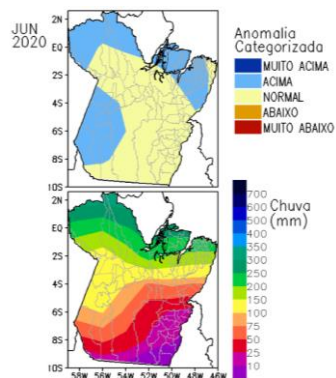 JUN
2020
2N
EQ
2S
4S
6S
8S
10S
Anomalia
Categorizada
MUITO ACIMA
ACIMA
NORMAL
ABAIXO
MUITO ABAIXO
2N
EQ
2S
4S
6S
8S
10S
58W 56W 54W 52W 50W 48W 46W
Chuva
(mm)
700
500
400
350
300
250
200
150
100
75
50
25
10